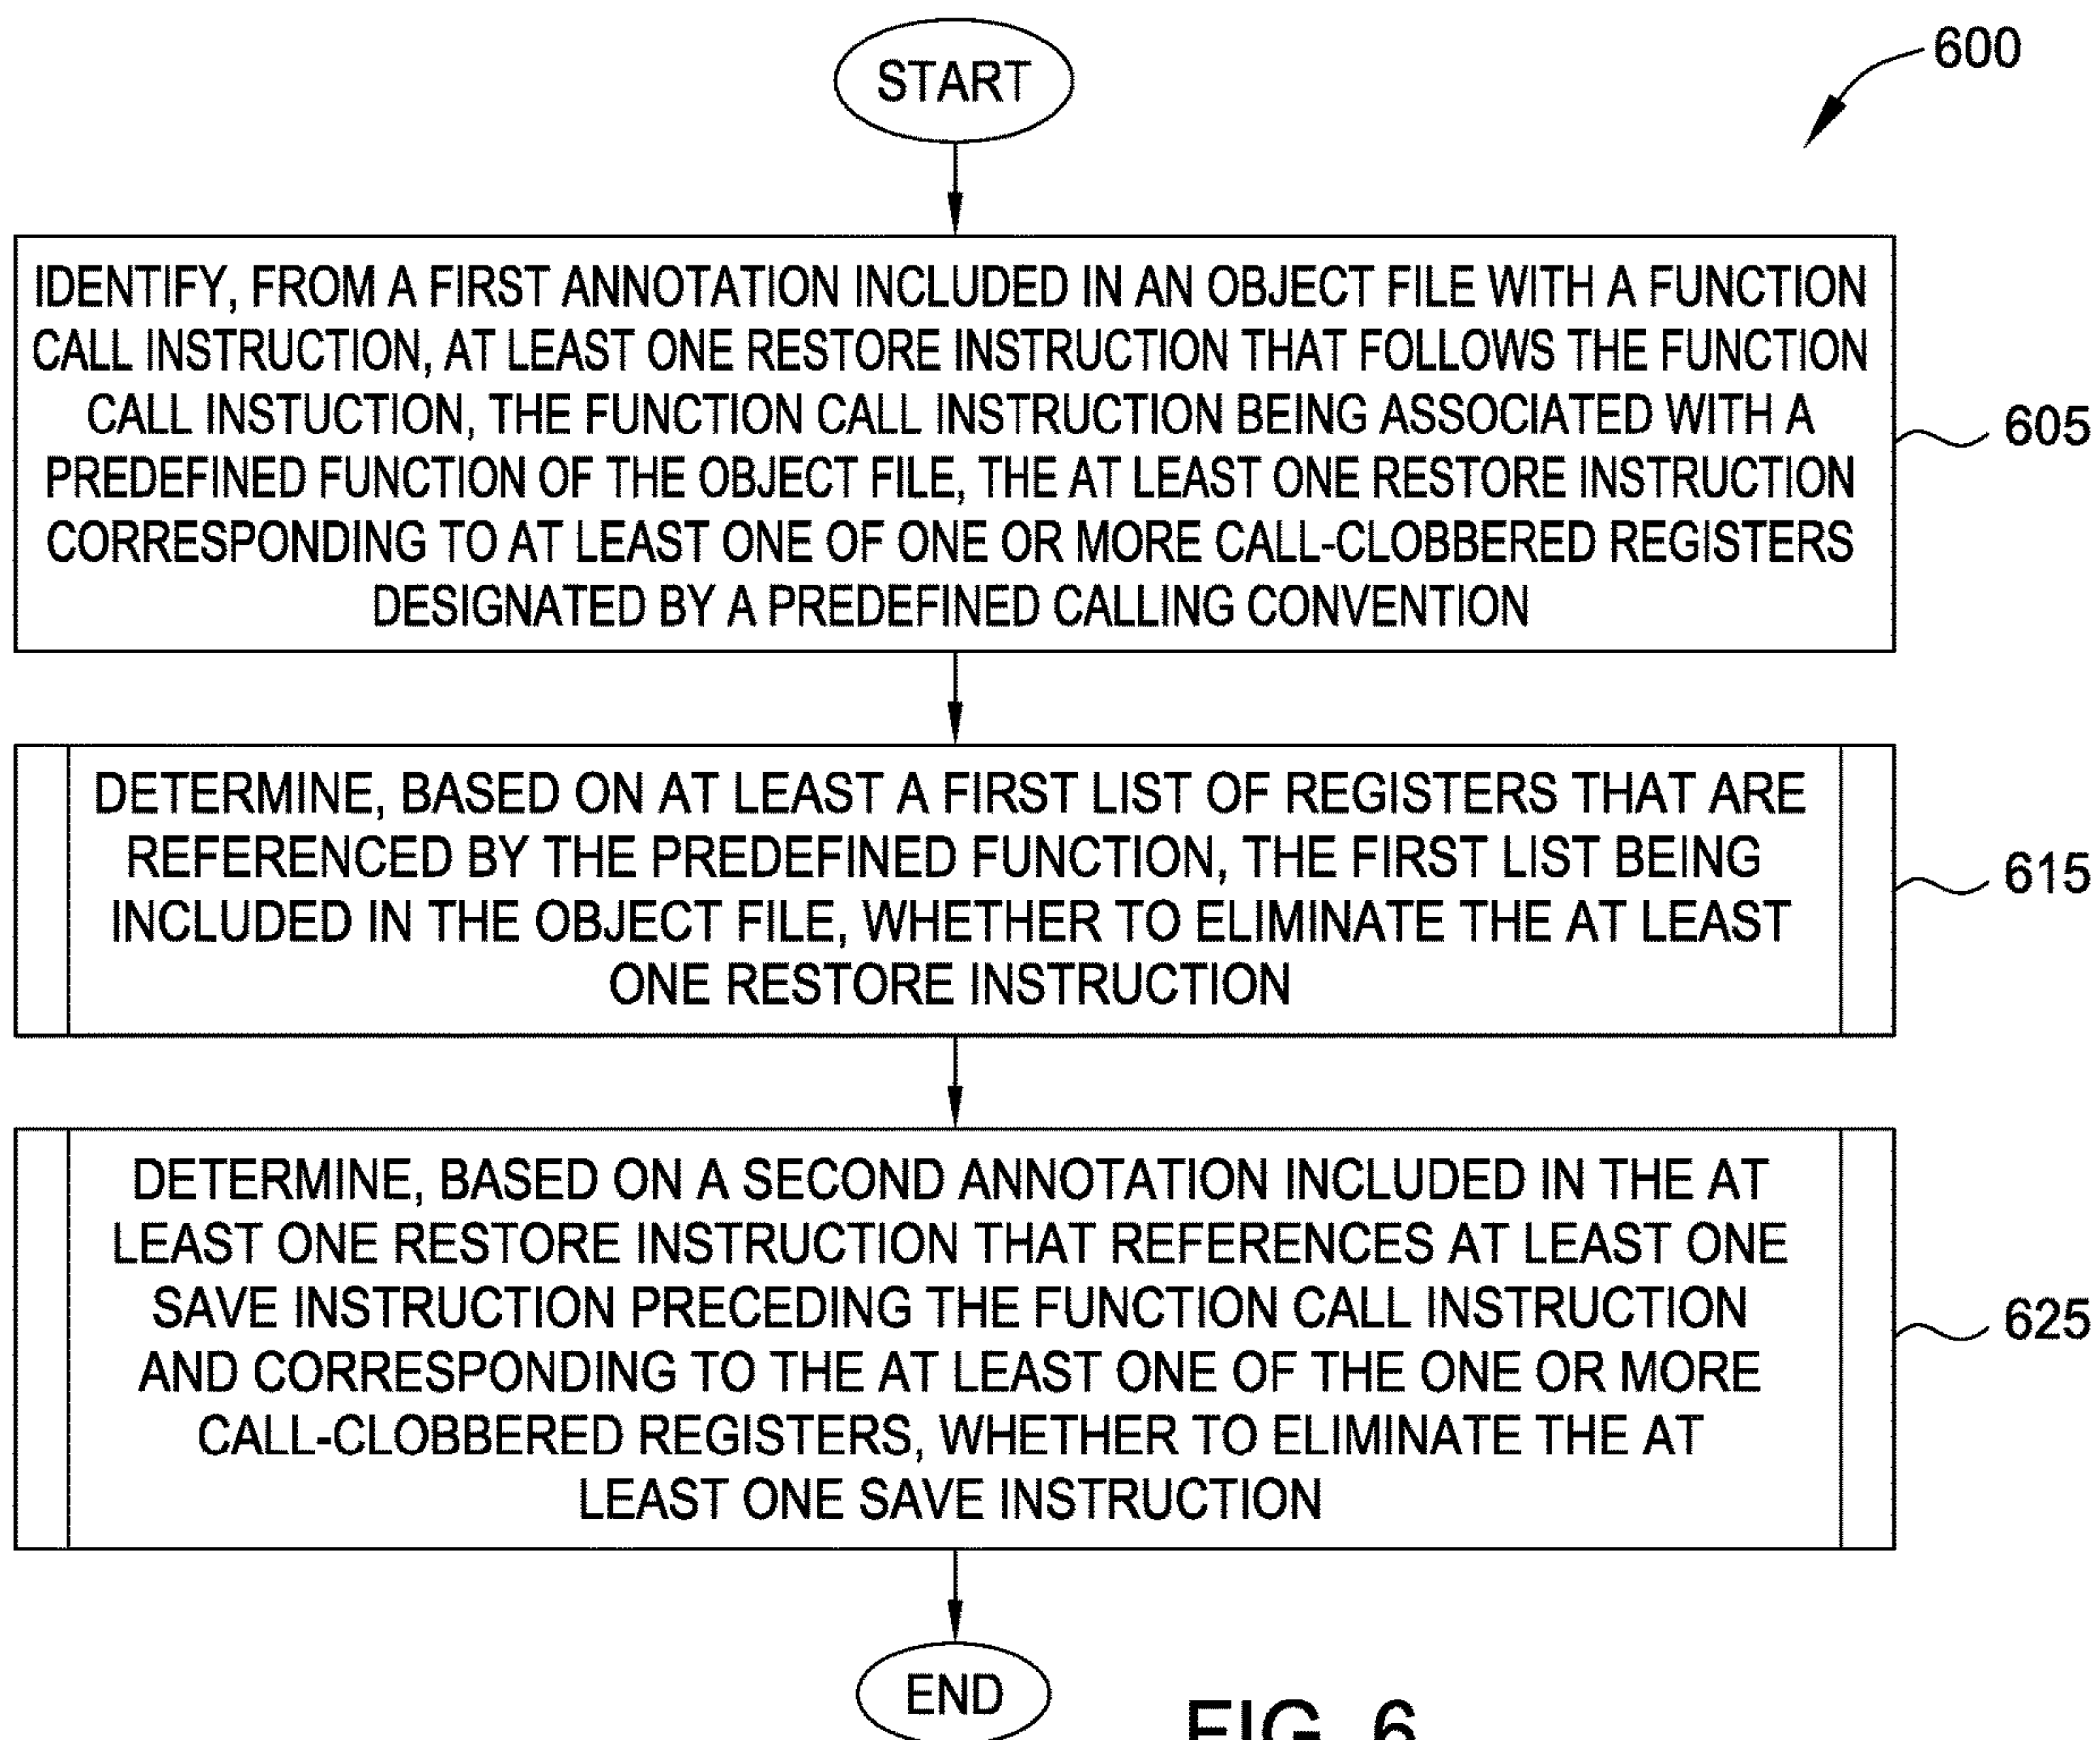 START
600
IDENTIFY, FROM A FIRST ANNOTATION INCLUDED IN AN OBJECT FILE WITH A FUNCTION
CALL INSTRUCTION, AT LEAST ONE RESTORE INSTRUCTION THAT FOLLOWS THE FUNCTION
CALL INSTUCTION, THE FUNCTION CALL INSTRUCTION BEING ASSOCIATED WITH A
PREDEFINED FUNCTION OF THE OBJECT FILE, THE AT LEAST ONE RESTORE INSTRUCTION
CORRESPONDING TO AT LEAST ONE OF ONE OR MORE CALL-CLOBBERED REGISTERS
DESIGNATED BY A PREDEFINED CALLING CONVENTION
605
DETERMINE, BASED ON AT LEAST A FIRST LIST OF REGISTERS THAT ARE
REFERENCED BY THE PREDEFINED FUNCTION, THE FIRST LIST BEING
INCLUDED IN THE OBJECT FILE, WHETHER TO ELIMINATE THE AT LEAST
ONE RESTORE INSTRUCTION
615
DETERMINE, BASED ON A SECOND ANNOTATION INCLUDED IN THE AT
LEAST ONE RESTORE INSTRUCTION THAT REFERENCES AT LEAST ONE
SAVE INSTRUCTION PRECEDING THE FUNCTION CALL INSTRUCTION
AND CORRESPONDING TO THE AT LEAST ONE OF THE ONE OR MORE
CALL-CLOBBERED REGISTERS, WHETHER TO ELIMINATE THE AT
LEAST ONE SAVE INSTRUCTION
625
END
FIG. 6